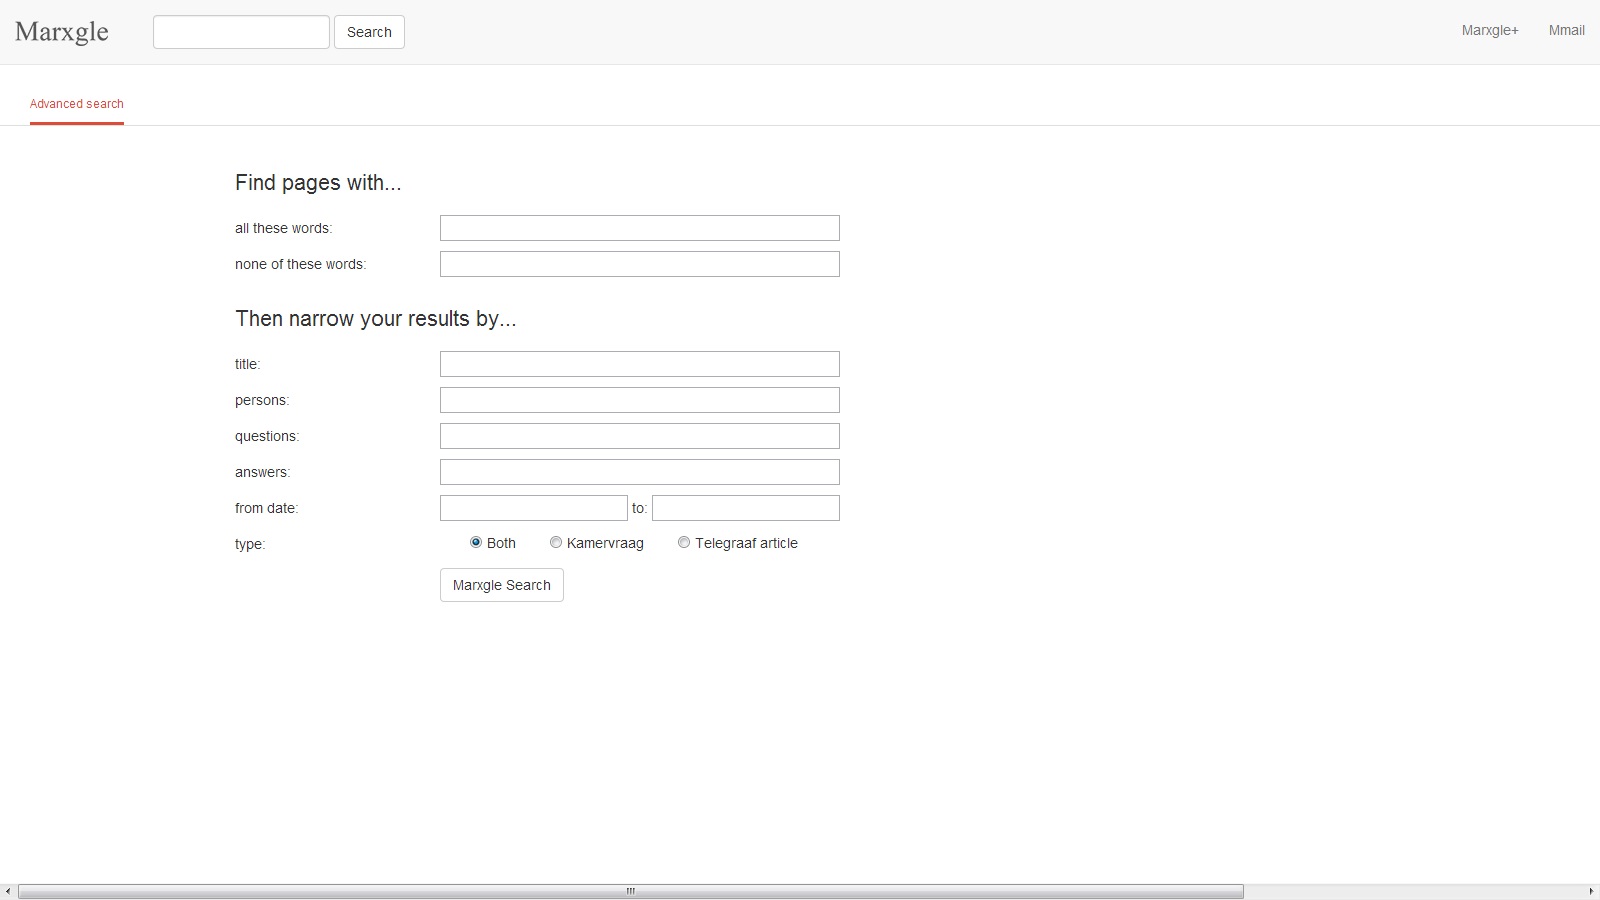 Marxgle Search Marxgle+ Mmail
Advanced search
Find pages with...
all these words:
none of these words:
Then narrow your results by...
title:
persons:
questions:
answers:
from date: to:
type: Both Kamervraag Telegraaf article
Marxgle Search